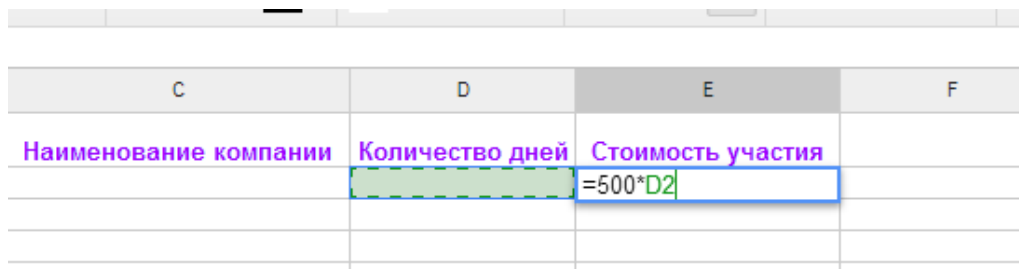 C D E F
Наименование компании Количество дней Стоимость участия
=500*D2